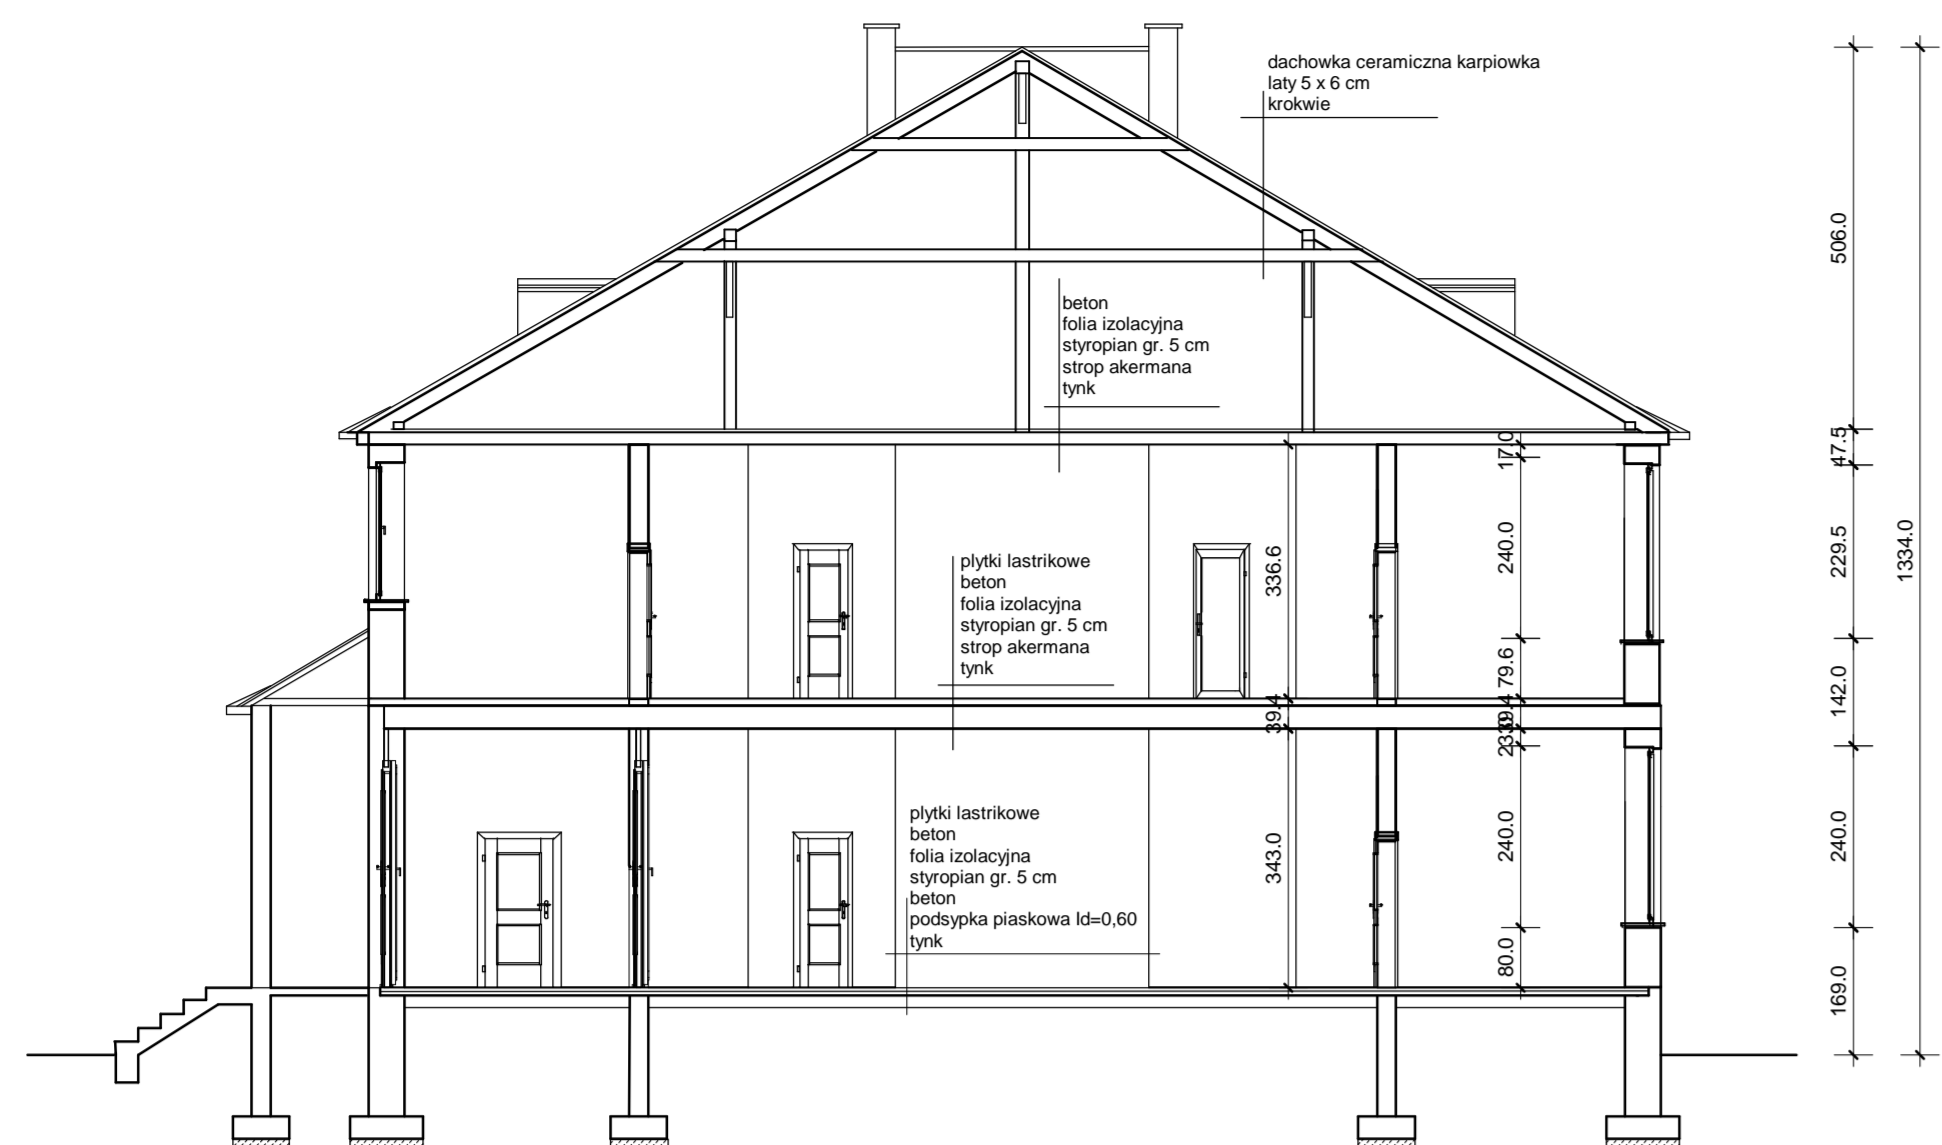 dachowka ceramiczna karpiowka
laty 5 x 6 cm
krokwie
beton
folia izolacyjna
styropian gr. 5 cm
strop akermana
tynk
plytki lastrikowe
beton
folia izolacyjna
styropian gr. 5 cm
strop akermana
tynk
plytki lastrikowe
beton
folia izolacyjna
styropian gr. 5 cm
beton
podsypka piaskowa Id=0,60
tynk
336.6
39.4
343.0
17.0
240.0
79.6
39.4
240.0
80.0
506.0
47.5
229.5
142.0
240.0
169.0
1334.0